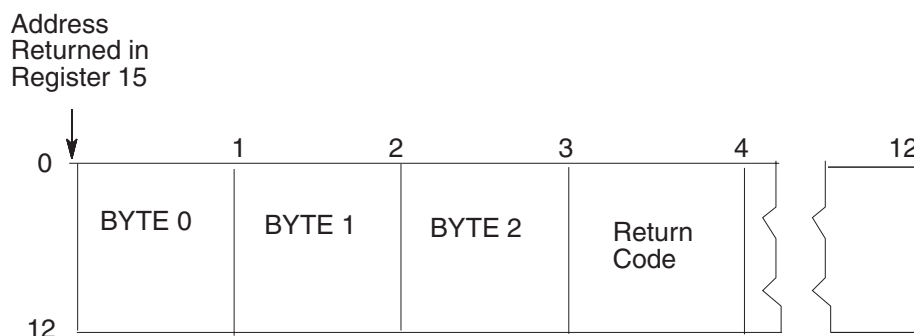 Address
Returned in
Register 15
0 1 2 3 4 12
BYTE 0 BYTE 1 BYTE 2 Return
Code
12